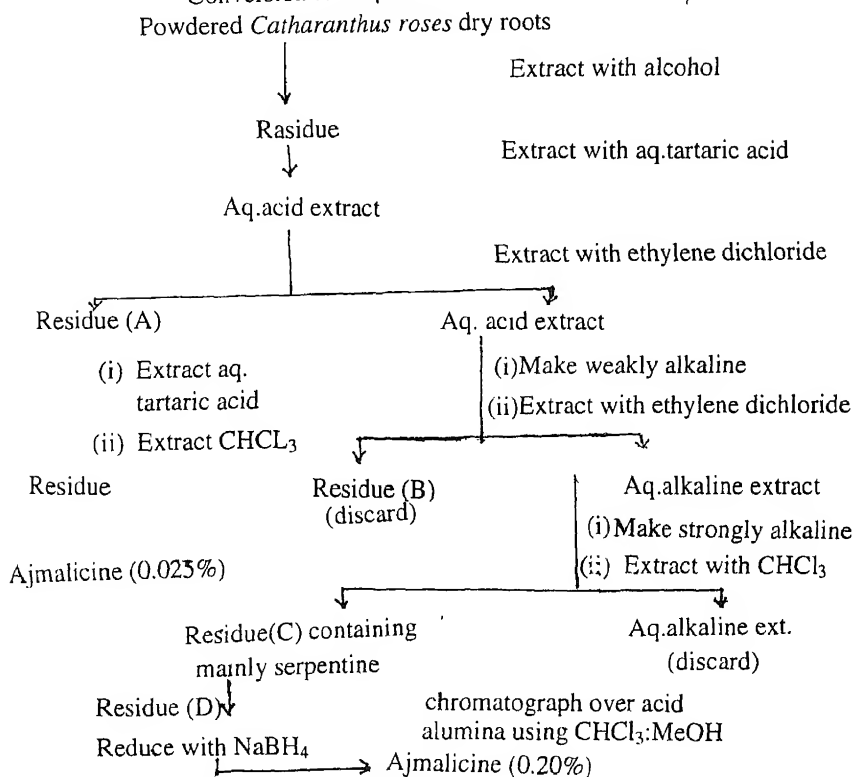 Powdered Catharanthus roses dry roots
Extract with alcohol
Rasidue
Extract with aq.tartaric acid
Aq.acid extract
Extract with ethylene dichloride
Residue (A)
Aq. acid extract
(i) Extract aq.
tartaric acid
(ii) Extract CHCL3
(i)Make weakly alkaline
(ii)Extract with ethylene dichloride
Residue
Residue (B)
(discard)
Aq.alkaline extract
(i)Make strongly alkaline
(ii) Extract with CHCl3
Ajmalicine (0.023%)
Residue(C) containing
mainly serpentine
Aq.alkaline ext.
(discard)
Residue (D)
Reduce with NaBH4
chromatograph over acid
alumina using CHCl3:MeOH
Ajmalicine (0.20%)